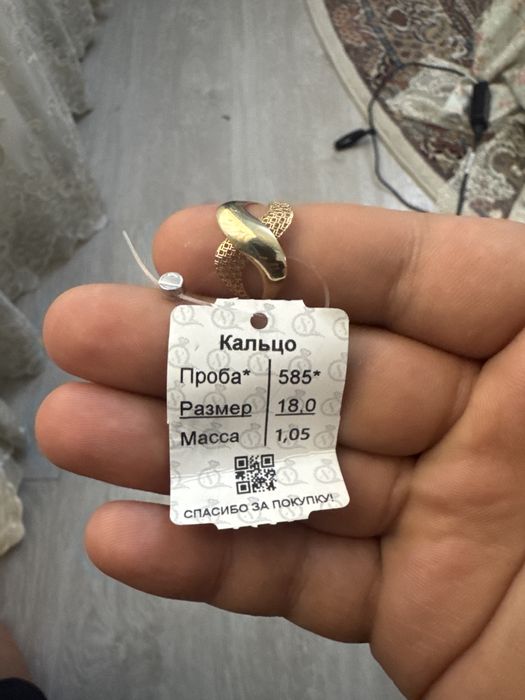 Кальцо
Проба* 585*
Размер 18,0
Масса 1,05
СПАСИБО ЗА ПОКУПКУ!